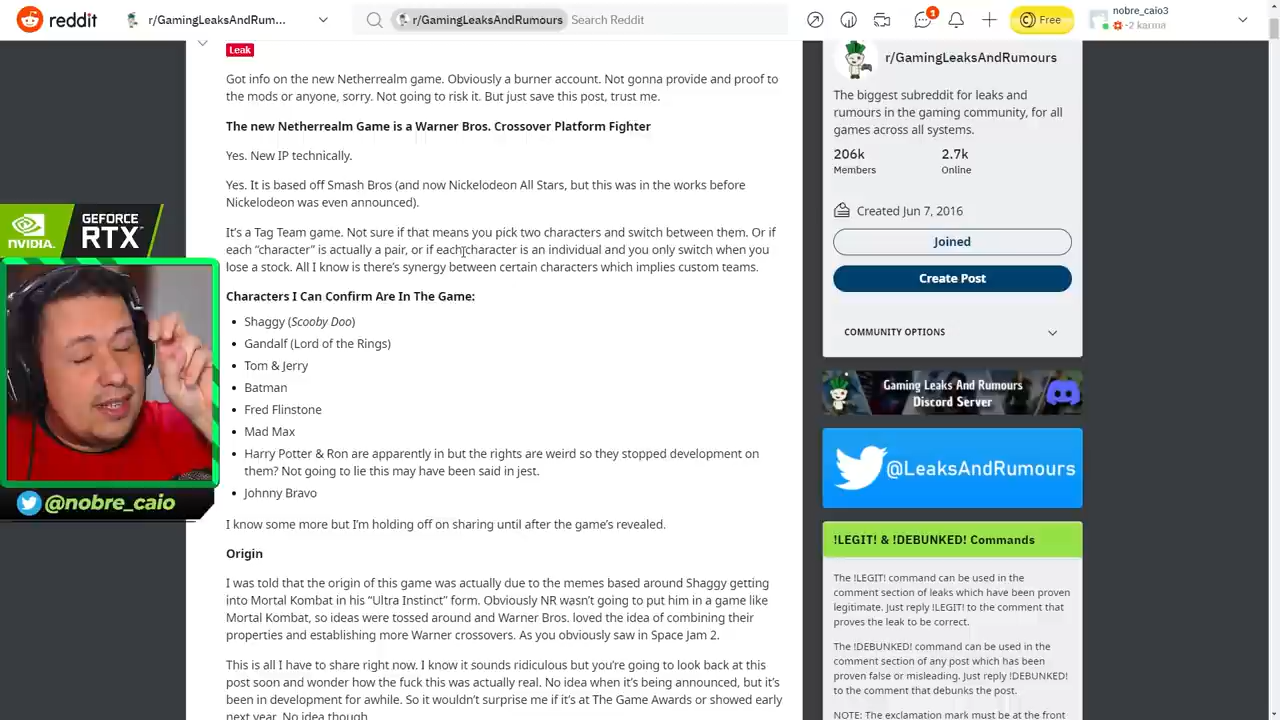 reddit
r/GamingLeaksAndRum...
r/GamingLeaksAndRumours
Search Reddit
1
Free
nobre_caio3
-2 karma
Leak
Got info on the new Netherrealm game. Obviously a burner account. Not gonna provide and proof to
the mods or anyone, sorry. Not going to risk it. But just save this post, trust me.
The new Netherrealm Game is a Warner Bros. Crossover Platform Fighter
Yes. New IP technically.
Yes. It is based off Smash Bros (and now Nickelodeon All Stars, but this was in the works before
Nickelodeon was even announced).
It's a Tag Team game. Not sure if that means you pick two characters and switch between them. Or if
each "character" is actually a pair, or if each character is an individual and you only switch when you
lose a stock. All I know is there's synergy between certain characters which implies custom teams.
Characters I Can Confirm Are In The Game:
• Shaggy (Scooby Doo)
• Gandalf (Lord of the Rings)
• Tom & Jerry
• Batman
• Fred Flinstone
• Mad Max
• Harry Potter & Ron are apparently in but the rights are weird so they stopped development on
them? Not going to lie this may have been said in jest.
• Johnny Bravo
I know some more but I'm holding off on sharing until after the game's revealed.
Origin
I was told that the origin of this game was actually due to the memes based around Shaggy getting
into Mortal Kombat in his "Ultra Instinct" form. Obviously NR wasn't going to put him in a game like
Mortal Kombat, so ideas were tossed around and Warner Bros. loved the idea of combining their
properties and establishing more Warner crossovers. As you obviously saw in Space Jam 2.
This is all I have to share right now. I know it sounds ridiculous but you're going to look back at this
post soon and wonder how the fuck this was actually real. No idea when it's being announced, but it's
been in development for awhile. So it wouldn't surprise me if it's at The Game Awards or showed early
next year. No idea though.
NVIDIA.
GEFORCE
RTX
@nobre_caio
r/GamingLeaksAndRumours
The biggest subreddit for leaks and
rumours in the gaming community, for all
games across all systems.
206k
Members
2.7k
Online
Created Jun 7, 2016
Joined
Create Post
COMMUNITY OPTIONS
Gaming Leaks And Rumours
Discord Server
@LeaksAndRumours
!LEGIT! & !DEBUNKED! Commands
The !LEGIT! command can be used in the
comment section of leaks which have been proven
legitimate. Just reply !LEGIT! to the comment that
proves the leak to be correct.
The !DEBUNKED! command can be used in the
comment section of any post which has been
proven false or misleading. Just reply !DEBUNKED!
to the comment that debunks the post.
NOTE: The exclamation mark must be at the front